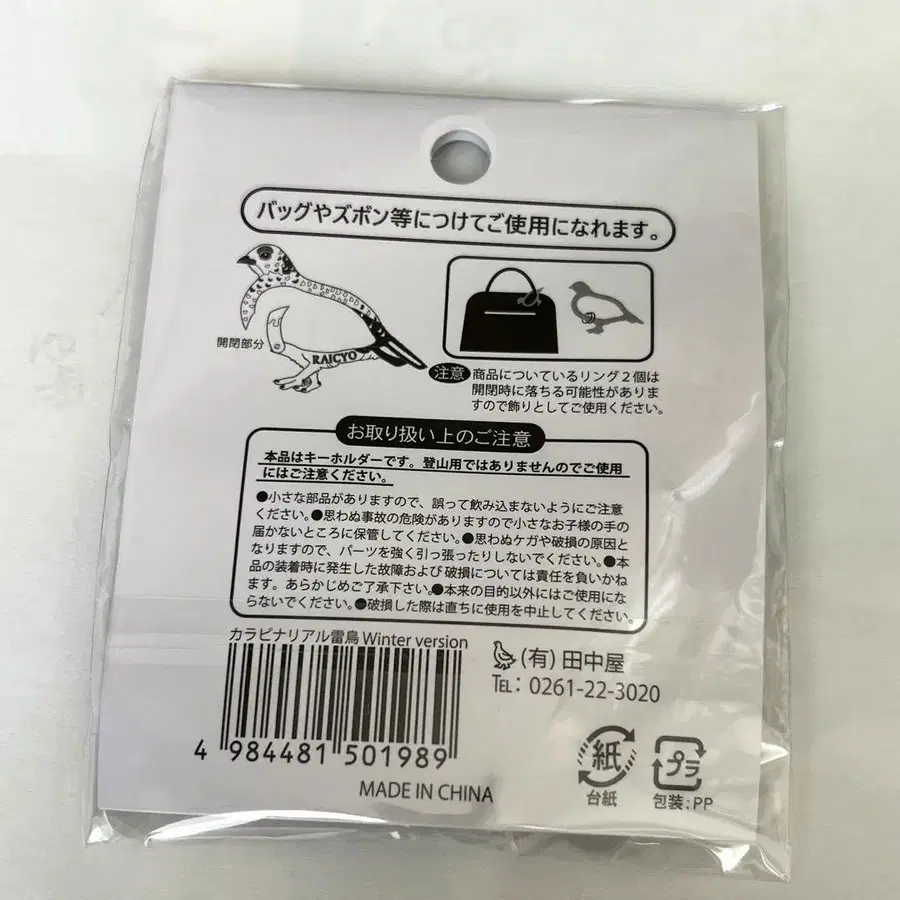 バッグやズボン等につけてご使用になれます。
開閉部分
RAICYO
注意 商品についているリング2個は
開閉時に落ちる可能性がありま
すので飾りとしてご使用ください。
お取り扱い上のご注意
本品はキーホルダーです。登山用ではありませんのでご使用
にはご注意ください。
●小さな部品がありますので、誤って飲み込まないようにご注意
ください。●思わぬ事故の危険がありますので小さなお子様の手の
届かないところに保管してください。●思わぬケガや破損の原因と
なりますので、パーツを強く引っ張ったりしないでください。●本
品の装着時に発生した故障および破損については責任を負いかね
ます。あらかじめご了承下さい。●本来の目的以外にはご使用にな
らないでください。●破損した際は直ちに使用を中止してください。
カラビナリアル雷鳥 Winter version
4 984481 501989
(有) 田中屋
TEL: 0261-22-3020
MADE IN CHINA
紙
台紙
プラ
包装:PP